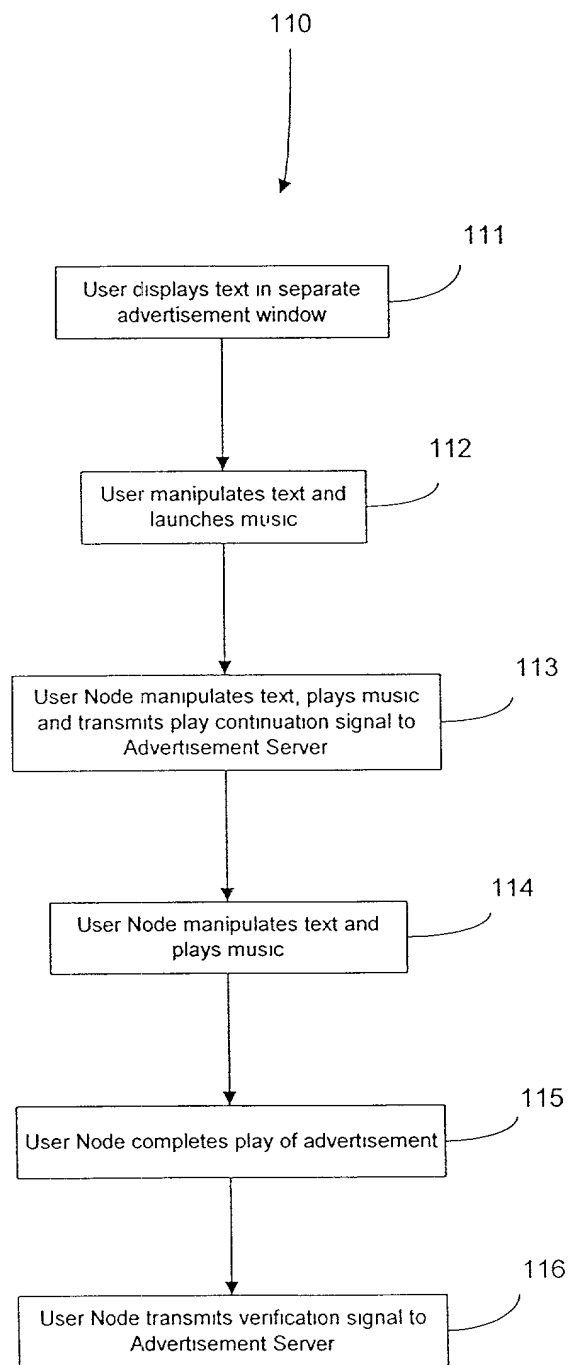 110
111
User displays text in separate
advertisement window
112
User manipulates text and
launches music
113
User Node manipulates text, plays music
and transmits play continuation signal to
Advertisement Server
114
User Node manipulates text and
plays music
115
User Node completes play of advertisement
116
User Node transmits verification signal to
Advertisement Server